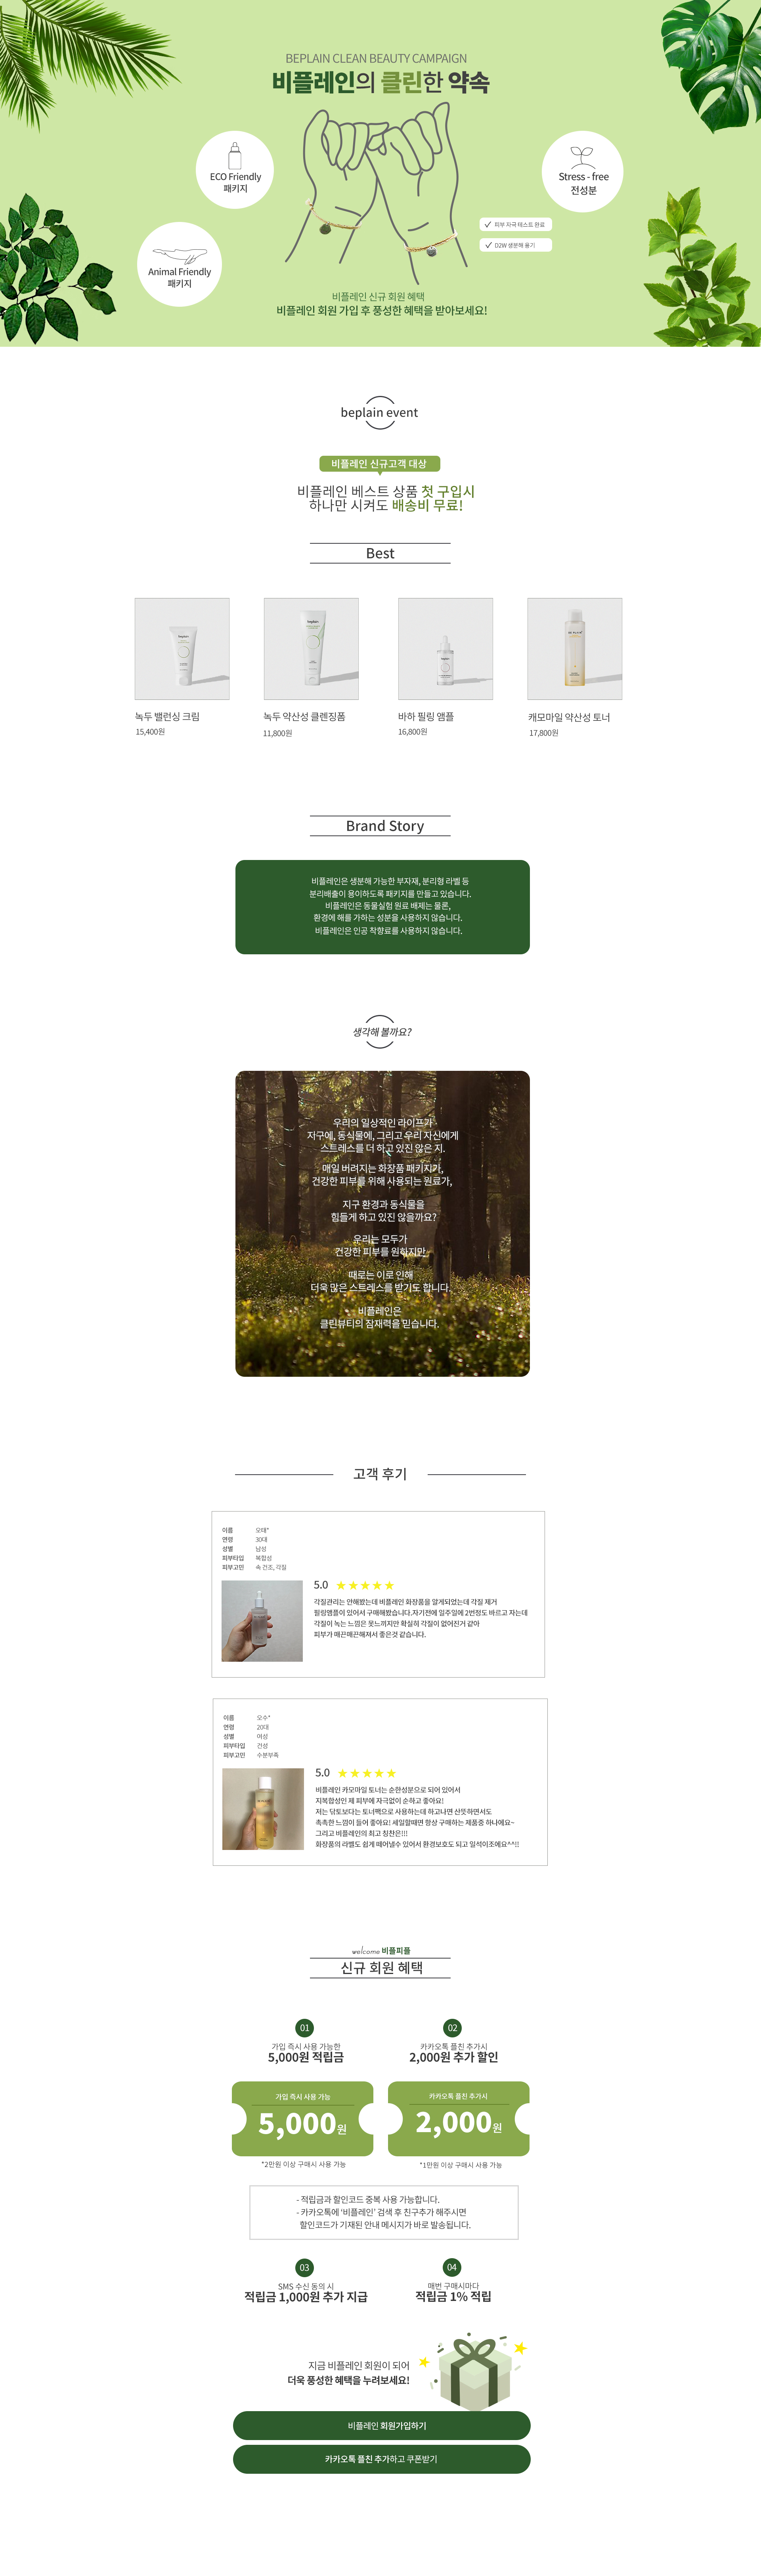 BEPLAIN CLEAN BEAUTY CAMPAIGN
비플레인의 클린한 약속
ECO Friendly
패키지
Stress - free
전성분
피부 자극 테스트 완료
D2W 생분해 용기
Animal Friendly
패키지
비플레인 신규 회원 혜택
비플레인 회원 가입 후 풍성한 혜택을 받아보세요!
beplain event
비플레인 신규고객 대상
비플레인 베스트 상품 첫 구입시
하나만 시켜도 배송비 무료!
Best
녹두 밸런싱 크림
15,400원
녹두 약산성 클렌징폼
11,800원
바하 필링 앰플
16,800원
캐모마일 약산성 토너
17,800원
Brand Story
비플레인은 생분해 가능한 부자재, 분리형 라벨 등
분리배출이 용이하도록 패키지를 만들고 있습니다.
비플레인은 동물실험 원료 배제는 물론,
환경에 해를 가하는 성분을 사용하지 않습니다.
비플레인은 인공 착향료를 사용하지 않습니다.
생각해 볼까요?
우리의 일상적인 라이프가
지구에, 동식물에, 그리고 우리 자신에게
스트레스를 더 하고 있진 않은 지.
매일 버려지는 화장품 패키지가,
건강한 피부를 위해 사용되는 원료가,
지구 환경과 동식물을
힘들게 하고 있진 않을까요?
우리는 모두가
건강한 피부를 원하지만
때로는 이로 인해
더욱 많은 스트레스를 받기도 합니다.
비플레인은
클린뷰티의 잠재력을 믿습니다.
고객 후기
이름 오태*
연령 30대
성별 남성
피부타입 복합성
피부고민 속 건조, 각질
5.0 ★★★★★
각질관리는 안해봤는데 비플레인 화장품을 알게되었는데 각질 제거
필링앰플이 있어서 구매해봤습니다.자기전에 일주일에 2번정도 바르고 자는데
각질이 녹는 느낌은 못느끼지만 확실히 각질이 없어진거 같아
피부가 매끈메끈해져서 좋은것 같습니다.
이름 오수*
연령 20대
성별 여성
피부타입 건성
피부고민 수분부족
5.0 ★★★★★
비플레인 카모마일 토너는 순한성분으로 되어 있어서
지복합성인 제 피부에 자극없이 순하고 좋아요!
저는 닦토보다는 토너팩으로 사용하는데 하고나면 산뜻하면서도
촉촉한 느낌이 들어 좋아요! 세일할때면 항상 구매하는 제품중 하나에요~
그리고 비플레인의 최고 칭찬은!!!
화장품의 라벨도 쉽게 떼어낼수 있어서 환경보호도 되고 일석이조에요^^!!
welcome 비플피플
신규 회원 혜택
01
가입 즉시 사용 가능한
5,000원 적립금
02
카카오톡 플친 추가시
2,000원 추가 할인
가입 즉시 사용 가능
5,000원
카카오톡 플친 추가시
2,000원
*2만원 이상 구매시 사용 가능
*1만원 이상 구매시 사용 가능
- 적립금과 할인코드 중복 사용 가능합니다.
- 카카오톡에 ‘비플레인’ 검색 후 친구추가 해주시면
할인코드가 기재된 안내 메시지가 바로 발송됩니다.
03
SMS 수신 동의 시
적립금 1,000원 추가 지급
04
매번 구매시마다
적립금 1% 적립
지금 비플레인 회원이 되어
더욱 풍성한 혜택을 누려보세요!
비플레인 회원가입하기
카카오톡 플친 추가하고 쿠폰받기